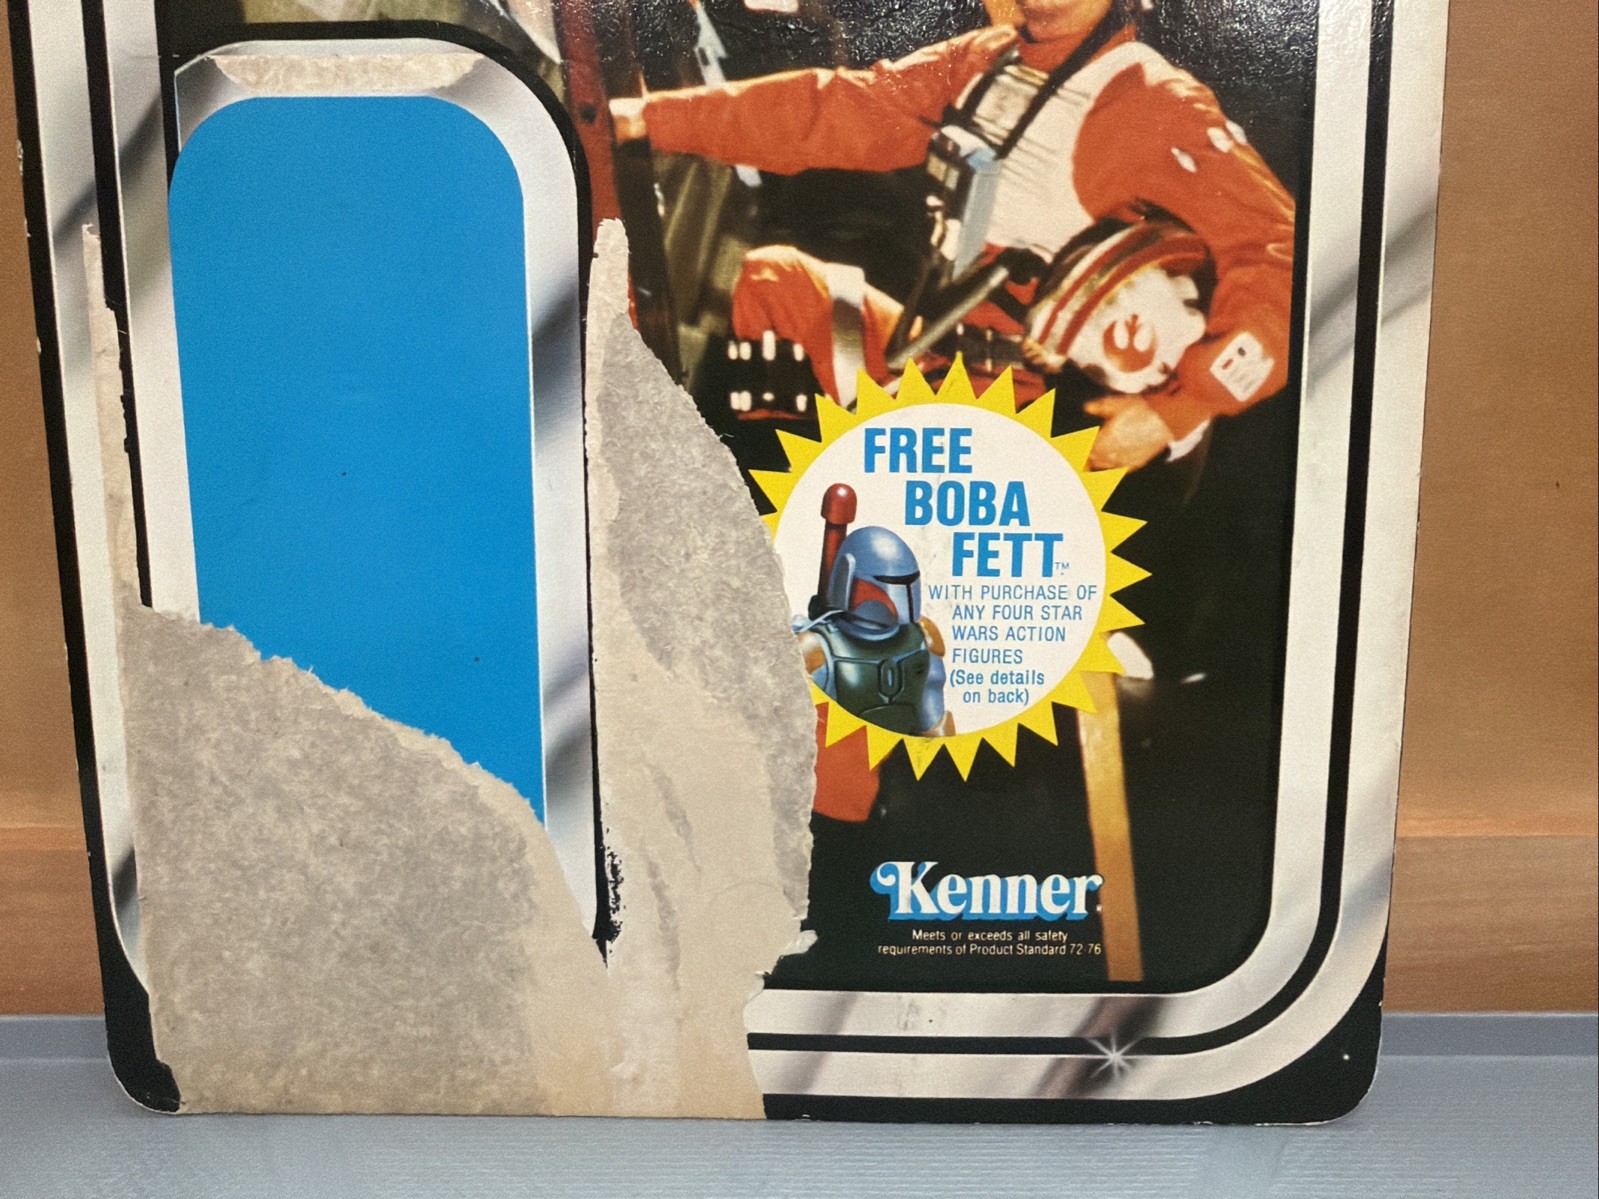 FREE
BOBA
FETT™
WITH PURCHASE OF
ANY FOUR STAR
WARS ACTION
FIGURES
(See details
on back)
Kenner
Meets or exceeds all safety
requirements of Product Standard 72-76